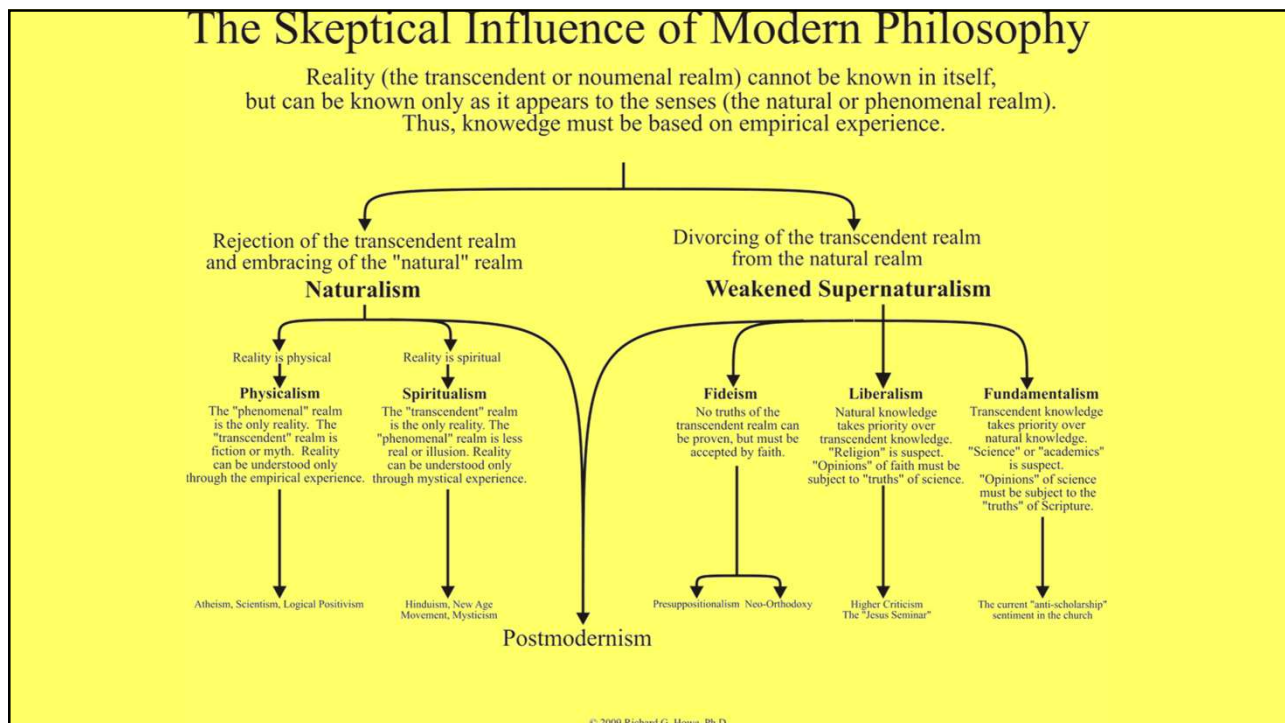 The Skeptical Influence of Modern Philosophy
Reality (the transcendent or noumenal realm) cannot be known in itself,
but can be known only as it appears to the senses (the natural or phenomenal realm).
Thus, knowedge must be based on empirical experience.
Rejection of the transcendent realm
and embracing of the "natural" realm
Naturalism
Divorcing of the transcendent realm
from the natural realm
Weakened Supernaturalism
Reality is physical
Physicalism
The "phenomenal" realm
is the only reality. The
"transcendent" realm is
fiction or myth. Reality
can be understood only
through the empirical experience.
Reality is spiritual
Spiritualism
The "transcendent" realm
is the only reality. The
"phenomenal" realm is less
real or illusion. Reality
can be understood only
through mystical experience.
Fideism
No truths of the
transcendent realm can
be proven, but must be
accepted by faith.
Liberalism
Natural knowledge
takes priority over
transcendent knowledge.
"Religion" is suspect.
"Opinions" of faith must be
subject to "truths" of science.
Fundamentalism
Transcendent knowledge
takes priority over
natural knowledge.
"Science" or "academics"
is suspect.
"Opinions" of science
must be subject to the
"truths" of Scripture.
Atheism, Scientism, Logical Positivism
Hinduism, New Age
Movement, Mysticism
Postmodernism
Presuppositionalism Neo-Orthodoxy
Higher Criticism
The "Jesus Seminar"
The current "anti-scholarship"
sentiment in the church
© 2009 Richard G. Howe, Ph.D.